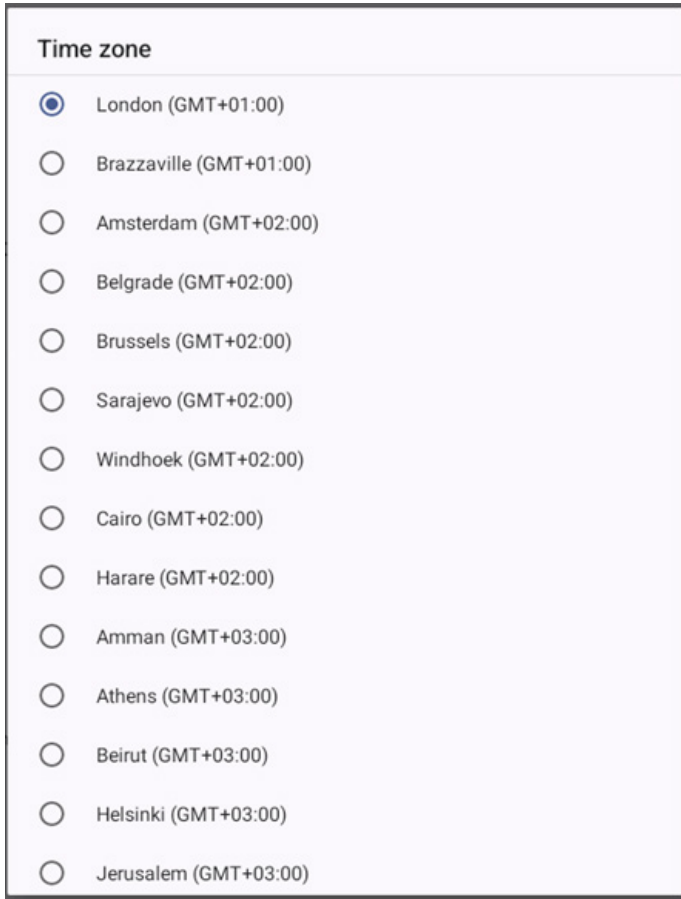 Time zone
London (GMT+01:00)
Brazzaville (GMT+01:00)
Amsterdam (GMT+02:00)
Belgrade (GMT+02:00)
Brussels (GMT+02:00)
Sarajevo (GMT+02:00)
Windhoek (GMT+02:00)
Cairo (GMT+02:00)
Harare (GMT+02:00)
Amman (GMT+03:00)
Athens (GMT+03:00)
Beirut (GMT+03:00)
Helsinki (GMT+03:00)
Jerusalem (GMT+03:00)